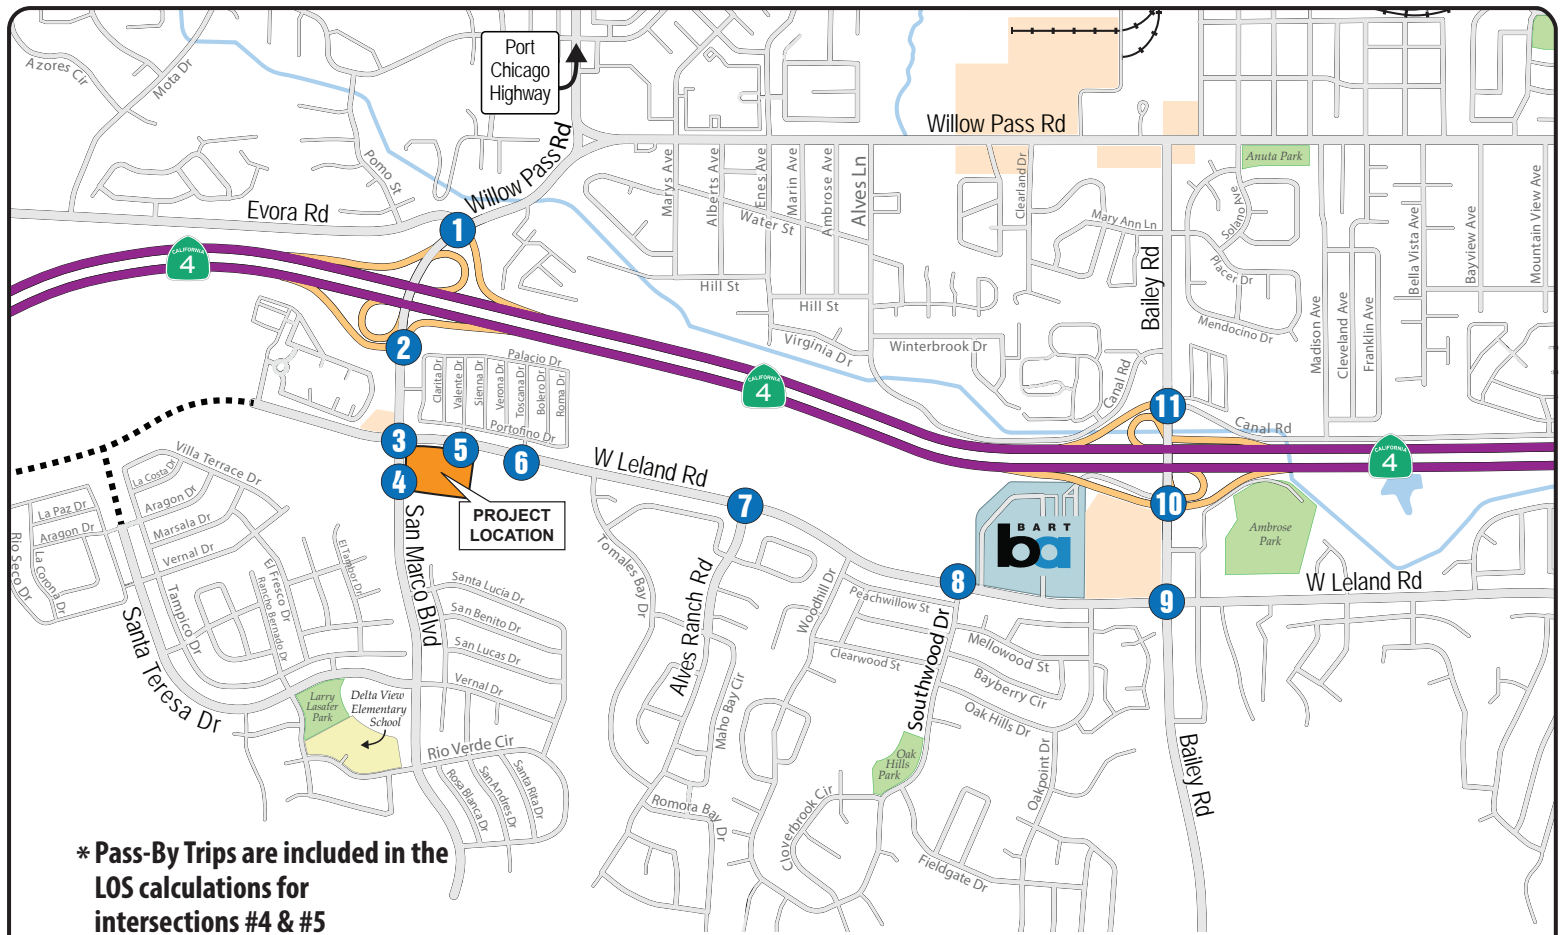 Port
Chicago
Highway
Azores Cir
Mota Dr
Pomo St
Evora Rd
Willow Pass Rd
Willow Pass Rd
Marys Ave
Alberts Ave
Enes Ave
Marin Ave
Ambrose Ave
Alves Ln
Water St
Hill St
Hill St
Virginia Dr
Winterbrook Dr
Clearland Dr
Mary Ann Ln
Bailey Rd
Solano Ave
Placer Dr
Mendocino Dr
Anuta Park
Madison Ave
Cleveland Ave
Franklin Ave
Bella Vista Ave
Bayview Ave
Mountain View Ave
Canal Rd
Canal Rd
CALIFORNIA
4
CALIFORNIA
4
CALIFORNIA
4
1
2
3
4
5
6
7
8
9
10
11
Palacio Dr
Clarita Dr
Valente Dr
Sienna Dr
Verona Dr
Toscana Dr
Bolero Dr
Roma Dr
Portofino Dr
W Leland Rd
PROJECT
LOCATION
BART
ba
Ambrose
Park
W Leland Rd
Villa Terrace Dr
La Costa Dr
Aragon Dr
Marsala Dr
Vernal Dr
La Paz Dr
Aragon Dr
La Corona Dr
Rio Seco Dr
Tampico Dr
El Fresco Dr
Rancho Bernado Dr
El Tambor Dr
Santa Teresa Dr
San Marco Blvd
Santa Lucia Dr
San Benito Dr
San Lucas Dr
Vernal Dr
Rio Verde Cir
Rosa Blanca Dr
San Andres Dr
Santa Rita Dr
Larry
Lasater
Park
Delta View
Elementary
School
Tomales Bay Dr
Alves Ranch Rd
Maho Bay Cir
Romora Bay Dr
Woodhill Dr
Peachwillow St
Clearwood St
Southwood Dr
Mellowood St
Bayberry Cir
Oak Hills Dr
Oakpoint Dr
Oak
Hills
Park
Cloverbrook Cir
Fieldgate Dr
Bailey Rd
* Pass-By Trips are included in the
LOS calculations for
intersections #4 & #5